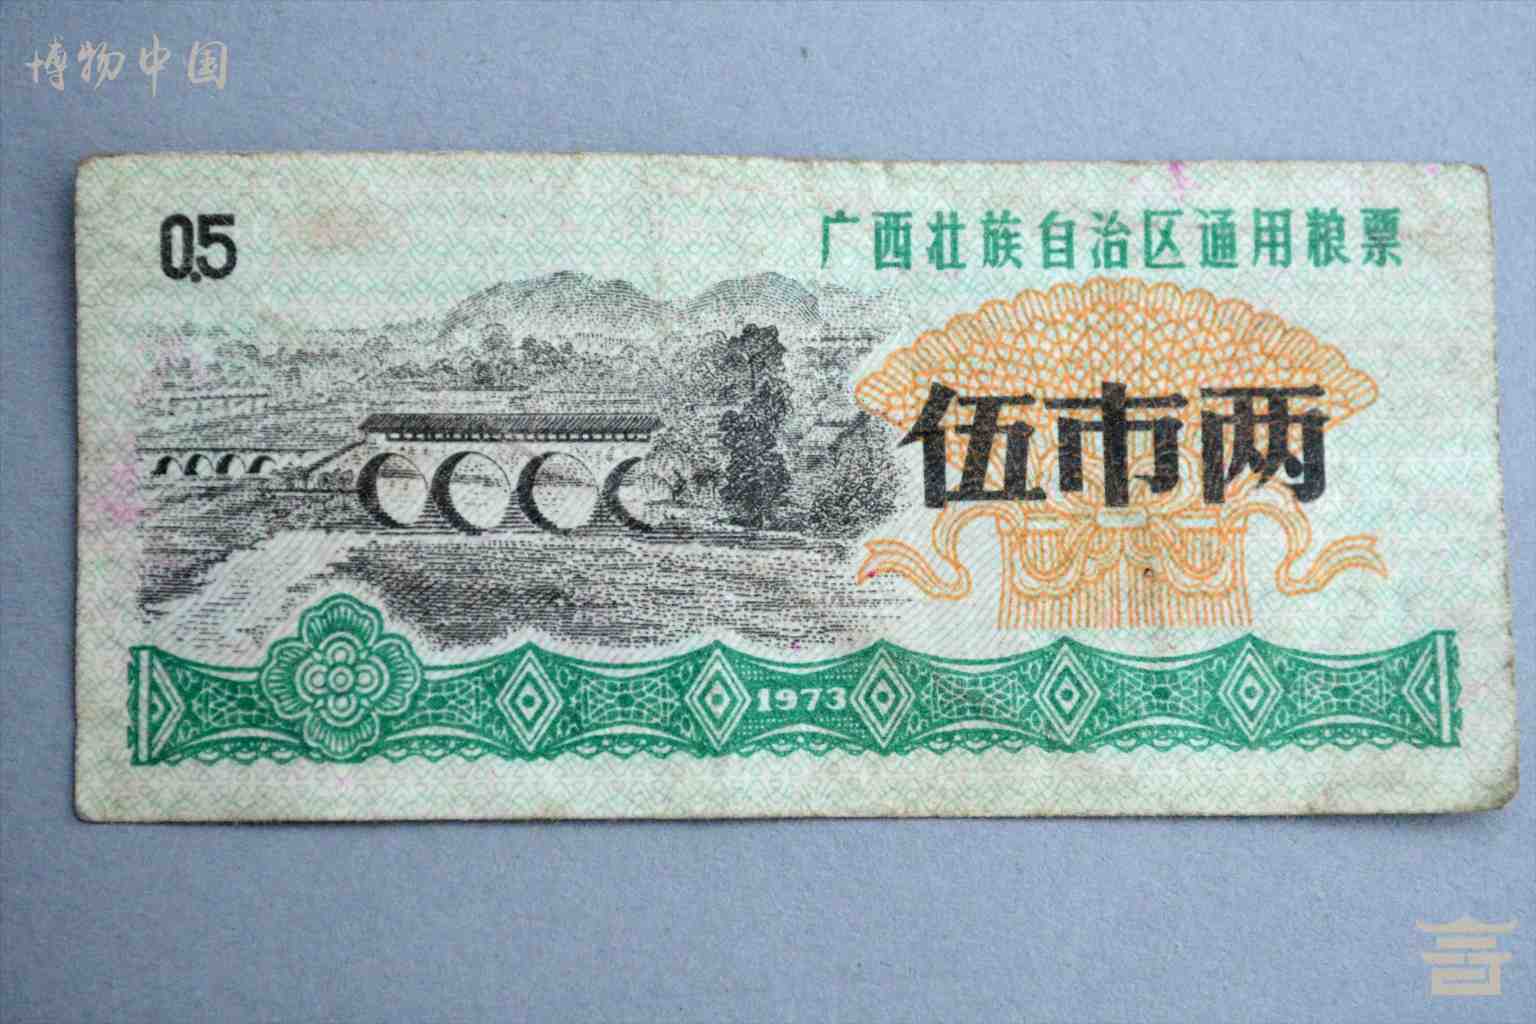 博物中国
0.5
广西壮族自治区通用粮票
伍市两
1973